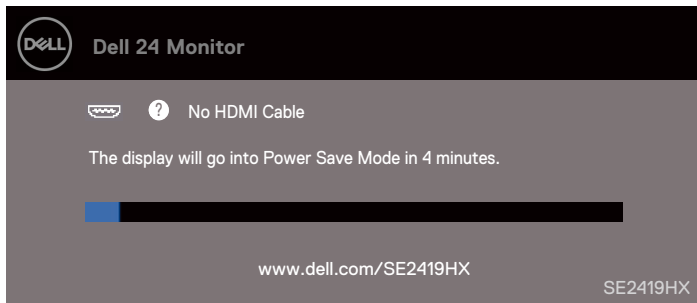 DELL
Dell 24 Monitor
? No HDMI Cable
The display will go into Power Save Mode in 4 minutes.
www.dell.com/SE2419HX
SE2419HX